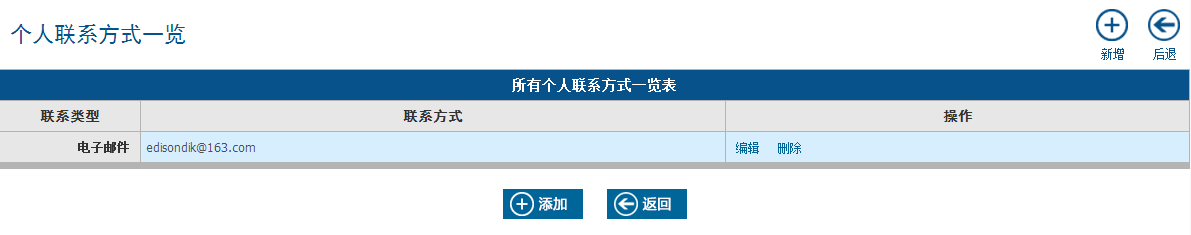 个人联系方式一览
新增 后退
所有个人联系方式一览表
联系类型 联系方式 操作
电子邮件 edisondik@163.com 编辑 删除
添加 返回